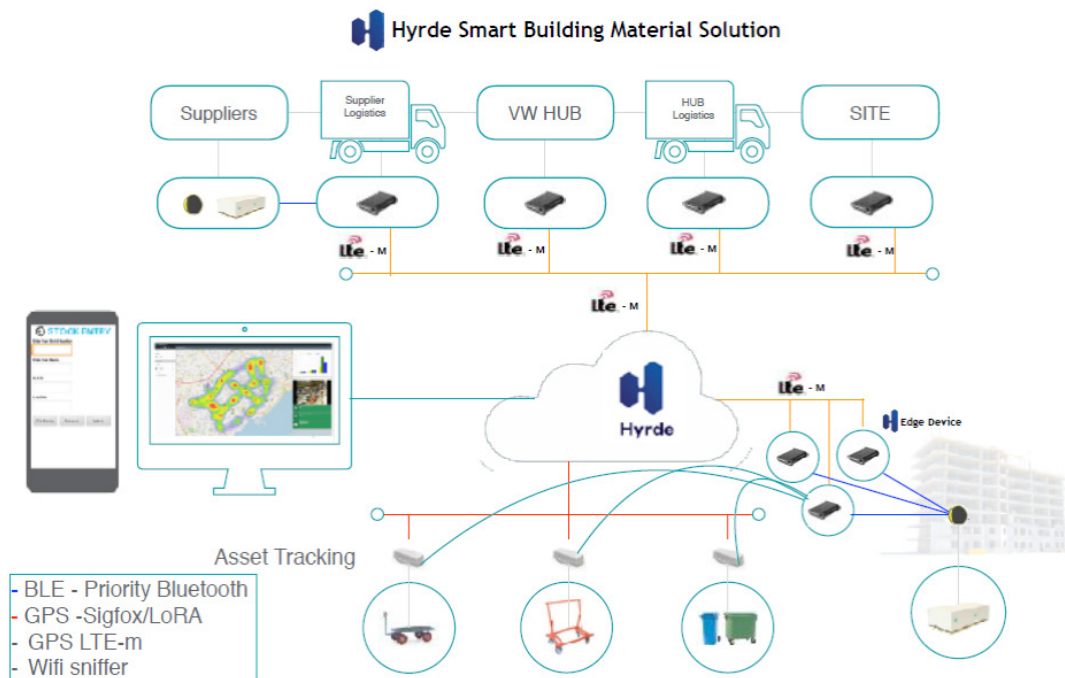 Hyrde Smart Building Material Solution
Suppliers
Supplier
Logistics
VW HUB
HUB
Logistics
SITE
Lte - M
Lte - M
Lte - M
Lte - M
Lte - M
STOCK ENTRY
Hyrde
Lte - M
Edge Device
Asset Tracking
- BLE - Priority Bluetooth
- GPS -Sigfox/LoRA
- GPS LTE-m
- Wifi sniffer